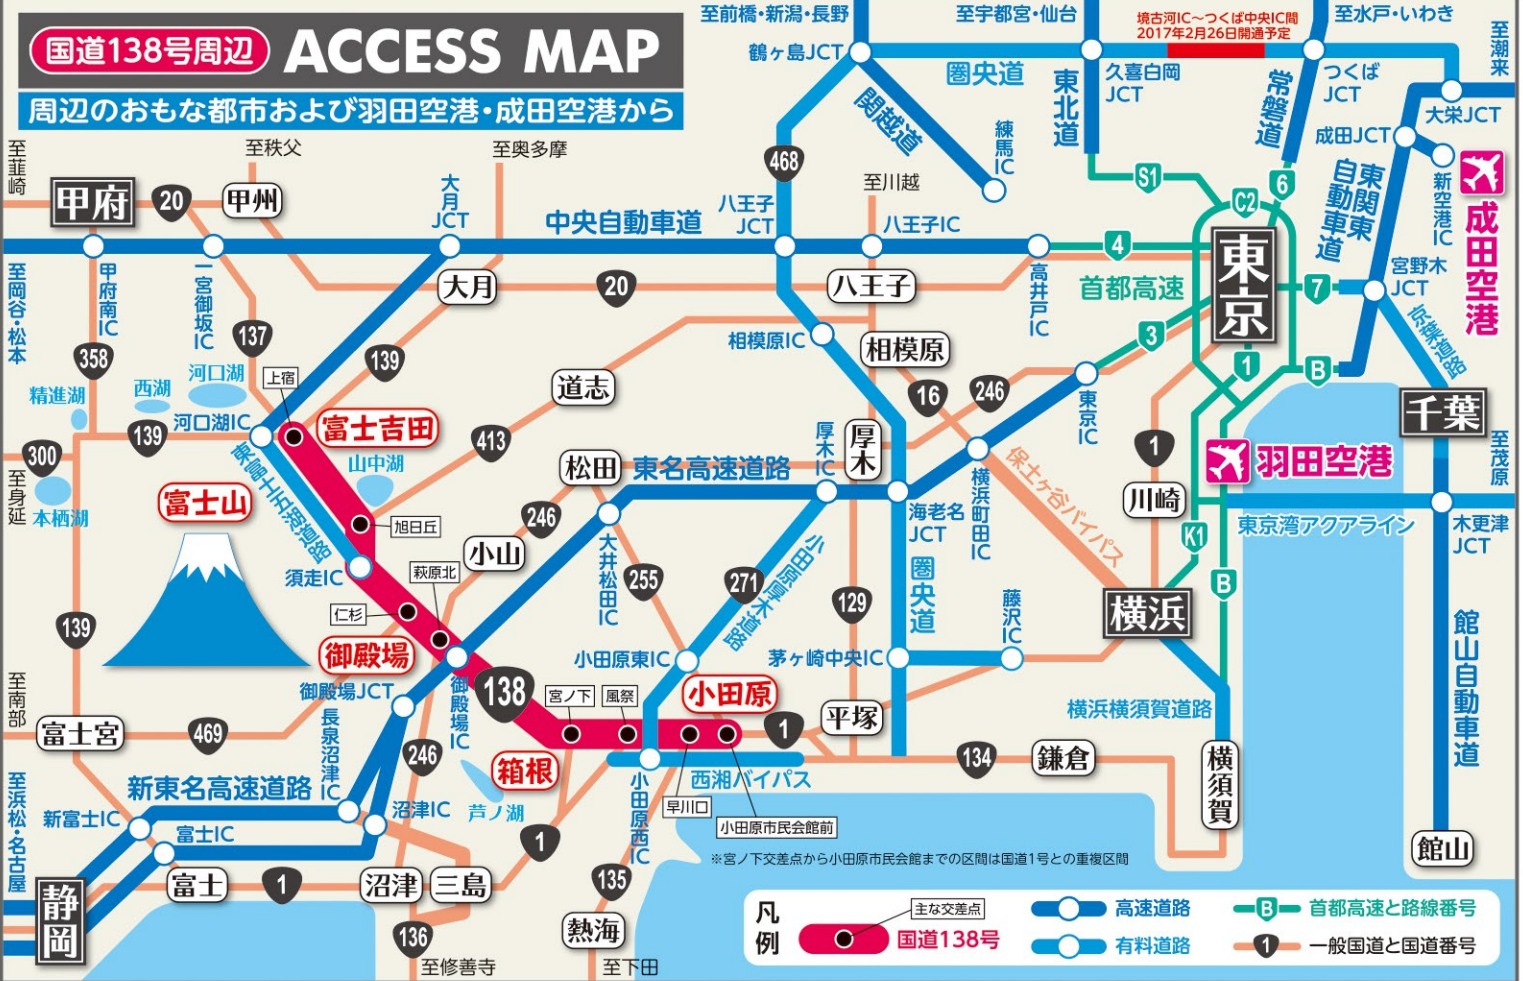 国道138号周辺 ACCESS MAP
周辺のおもな都市および羽田空港・成田空港から
至前橋・新潟・長野
至宇都宮・仙台
境古河IC～つくば中央IC間
2017年2月26日開通予定
至水戸・いわき
至潮来
鶴ヶ島JCT
圏央道
関越道
練馬IC
東北道
久喜白岡JCT
常磐道
つくばJCT
大栄JCT
成田JCT
新空港IC
成田空港
東関東自動車道
宮野木JCT
京葉道路
千葉
至茂原
至韮崎
至秩父
至奥多摩
至川越
甲府
20
甲州
大月JCT
中央自動車道
468
八王子JCT
八王子IC
S1
C2
6
4
首都高速
東京
7
3
1
B
至岡谷・松本
甲府南IC
一宮御坂IC
大月
20
八王子
高井戸IC
358
137
139
相模原IC
相模原
16
246
東京IC
精進湖
西湖
河口湖
上宿
道志
300
139
河口湖IC
富士吉田
413
山中湖
松田
東名高速道路
厚木IC
厚木
保土ヶ谷バイパス
1
川崎
羽田空港
至身延
本栖湖
富士山
東富士五湖道路
旭日丘
246
小山
大井松田IC
小田原厚木道路
海老名JCT
横浜町田IC
K1
東京湾アクアライン
木更津JCT
須走IC
萩原北
仁杉
255
271
129
圏央道
藤沢IC
B
横浜
139
御殿場
138
小田原東IC
茅ヶ崎中央IC
館山自動車道
至南部
御殿場JCT
御殿場IC
宮ノ下
風祭
小田原
1
平塚
横浜横須賀道路
富士宮
469
長泉沼津IC
246
箱根
134
鎌倉
横須賀
至浜松・名古屋
新東名高速道路
芦ノ湖
西湘バイパス
小田原西IC
早川口
小田原市民会館前
新富士IC
富士IC
沼津IC
1
※宮ノ下交差点から小田原市民会館までの区間は国道1号との重複区間
館山
富士
1
沼津
三島
135
静岡
136
至修善寺
熱海
至下田
凡例
主な交差点
国道138号
高速道路
有料道路
B
首都高速と路線番号
1
一般国道と国道番号